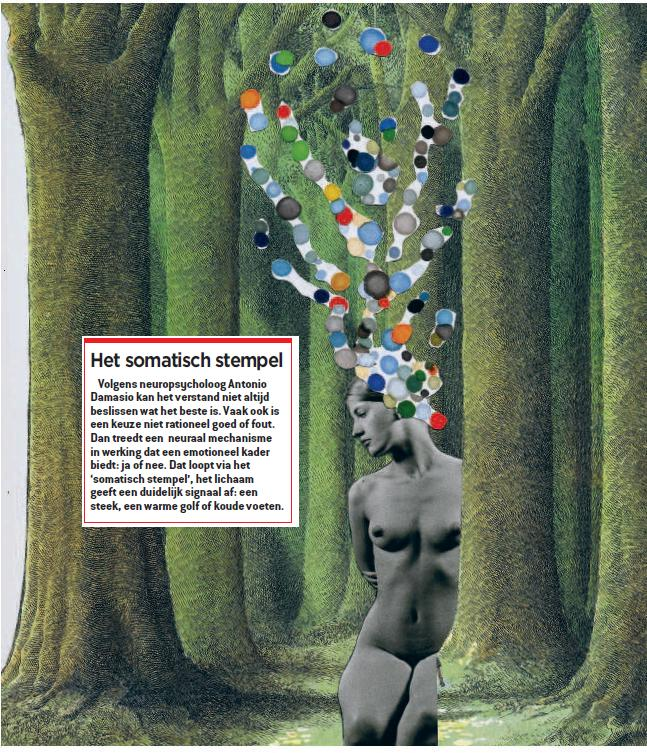 Het somatisch stempel
Volgens neuropsycholoog Antonio
Damasio kan het verstand niet altijd
beslissen wat het beste is. Vaak ook is
een keuze niet rationeel goed of fout.
Dan treedt een neuraal mechanisme
in werking dat een emotioneel kader
biedt: ja of nee. Dat loopt via het
‘somatisch stempel’, het lichaam
geeft een duidelijk signaal af: een
steek, een warme golf of koude voeten.